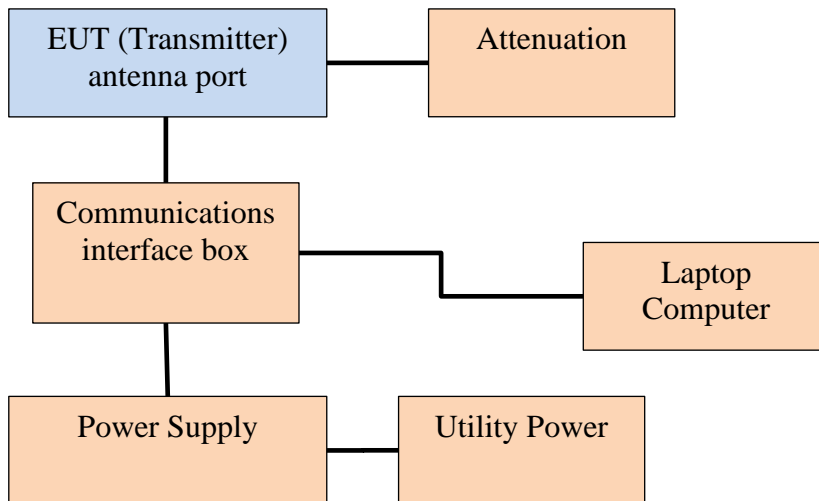 EUT (Transmitter)
antenna port
Attenuation
Communications
interface box
Laptop
Computer
Power Supply
Utility Power